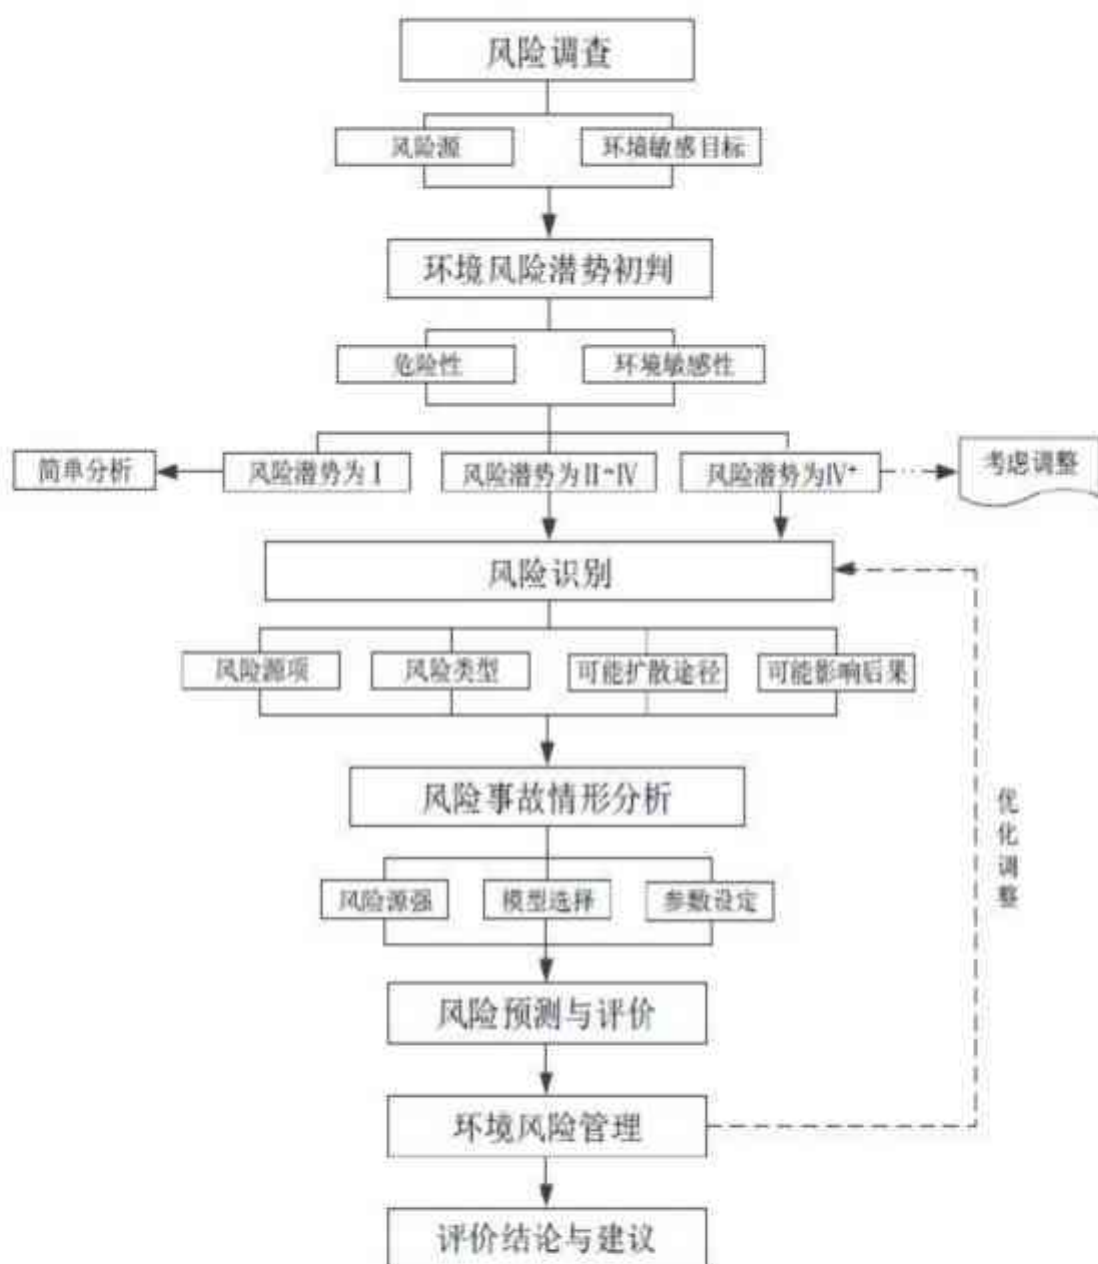 风险调查
风险源
环境敏感目标
环境风险潜势初判
危险性
环境敏感性
简单分析
风险潜势为Ⅰ
风险潜势为Ⅱ~Ⅳ
风险潜势为Ⅳ+
考虑调整
风险识别
风险源项
风险类型
可能扩散途径
可能影响后果
风险事故情形分析
优化调整
风险源强
模型选择
参数设定
风险预测与评价
环境风险管理
评价结论与建议